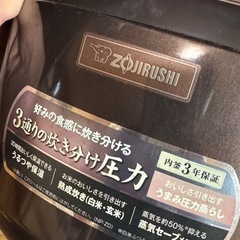 ZOJIRUSHI
好みの食感に炊き分ける
3通りの炊き分け圧力
内釜3年保証
おいしさ引き出す
うまみ圧力蒸らし
うるつや保温
お米のおいしさを引き出す
熟成炊き(白米・玄米)
蒸気を約50%*抑える
蒸気セーブ